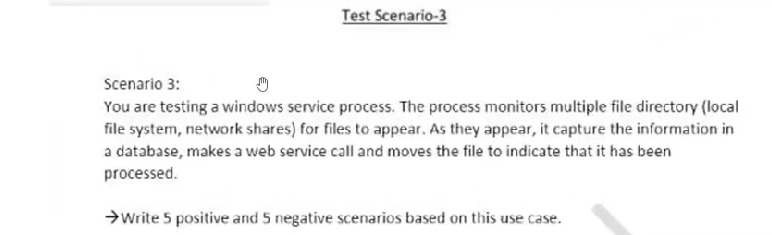 Test Scenario-3
Scenario 3:
You are testing a windows service process. The process monitors multiple file directory (local
file system, network shares) for files to appear. As they appear, it capture the information in
a database, makes a web service call and moves the file to indicate that it has been
processed.
→Write 5 positive and 5 negative scenarios based on this use case.